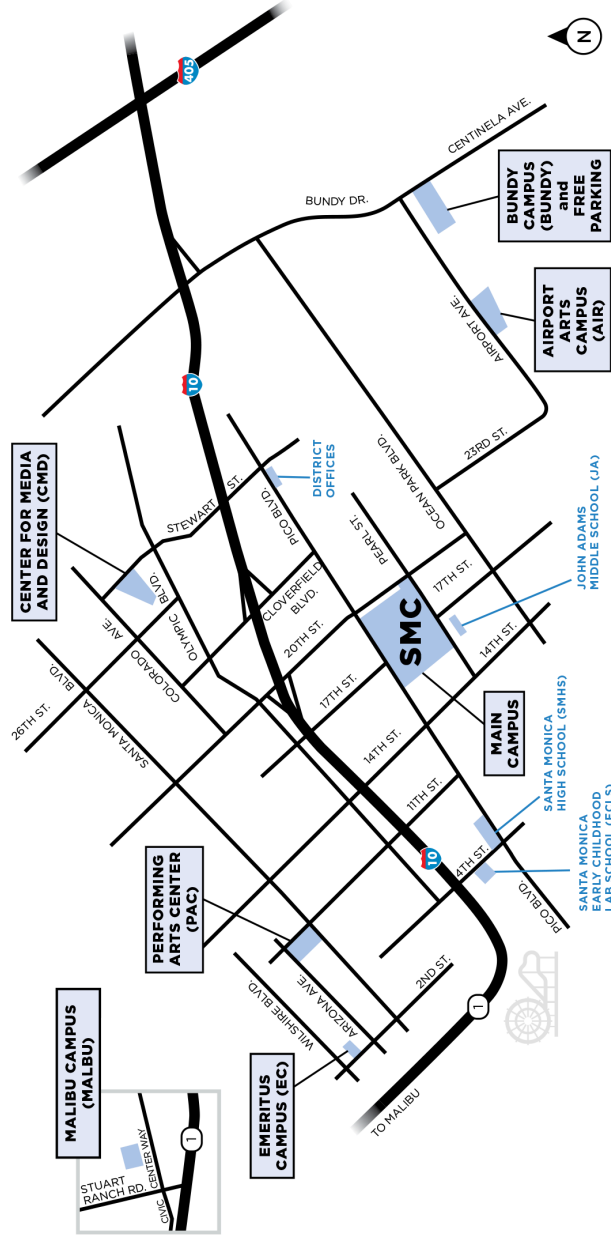 MALIBU CAMPUS
(MALBU)
STUART
RANCH RD.
CIVIC CENTER WAY
1
EMERITUS
CAMPUS (EC)
PERFORMING
ARTS CENTER
(PAC)
CENTER FOR MEDIA
AND DESIGN (CMD)
26TH ST.
SANTA MONICA
BLVD.
COLORADO
AVE.
OLYMPIC BLVD.
STEWART ST.
WILSHIRE BLVD.
ARIZONA AVE.
2ND ST.
4TH ST.
11TH ST.
14TH ST.
17TH ST.
20TH ST.
CLOVERFIELD
BLVD.
PICO BLVD.
DISTRICT
OFFICES
10
405
BUNDY DR.
CENTINELA AVE.
OCEAN PARK BLVD.
PEARL ST.
SMC
MAIN
CAMPUS
17TH ST.
14TH ST.
23RD ST.
AIRPORT AVE.
AIRPORT
ARTS
CAMPUS
(AIR)
BUNDY
CAMPUS
(BUNDY)
and
FREE
PARKING
JOHN ADAMS
MIDDLE SCHOOL (JA)
SANTA MONICA
HIGH SCHOOL (SMHS)
SANTA MONICA
EARLY CHILDHOOD
LAB SCHOOL (ECLS)
PICO BLVD.
10
1
TO MALIBU
N